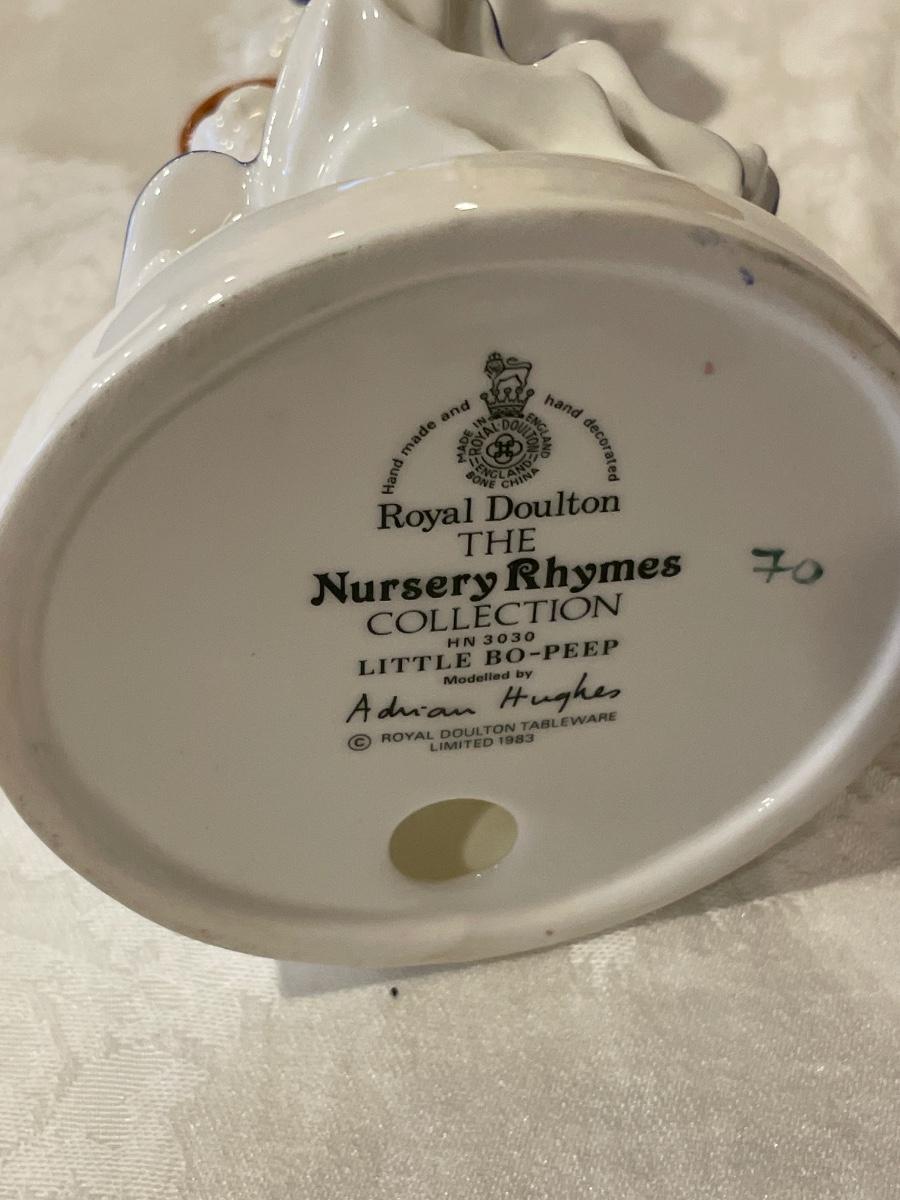 Hand made and hand decorated
MADE IN ENGLAND
ROYAL·DOULTON
ENGLAND
BONE CHINA
Royal Doulton
THE
Nursery Rhymes
COLLECTION
HN 3030
LITTLE BO-PEEP
Modelled by
Adrian Hughes
© ROYAL DOULTON TABLEWARE
LIMITED 1983
70